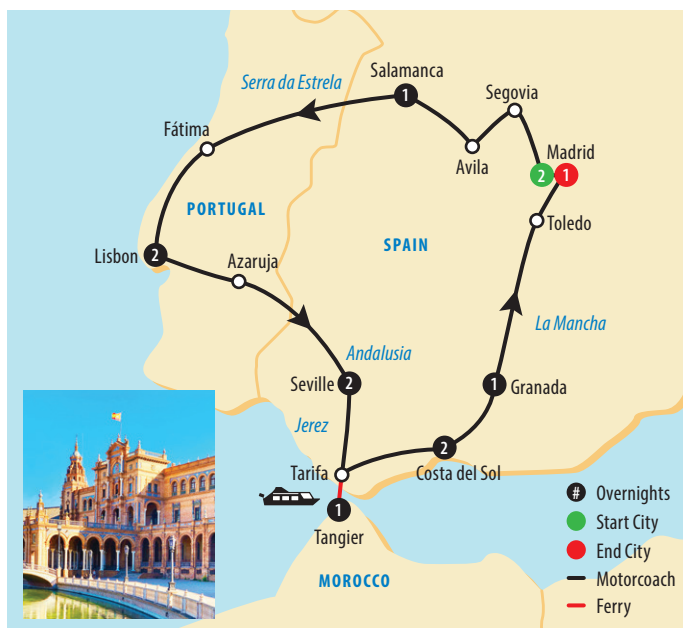 Salamanca
1
Serra da Estrela
Segovia
Fátima
Avila
Madrid
2
1
PORTUGAL
Toledo
SPAIN
Lisbon
2
Azaruja
La Mancha
Andalusia
Seville
2
1
Granada
Jerez
Tarifa
2
Costa del Sol
1
Tangier
MOROCCO
# Overnights
Start City
End City
Motorcoach
Ferry